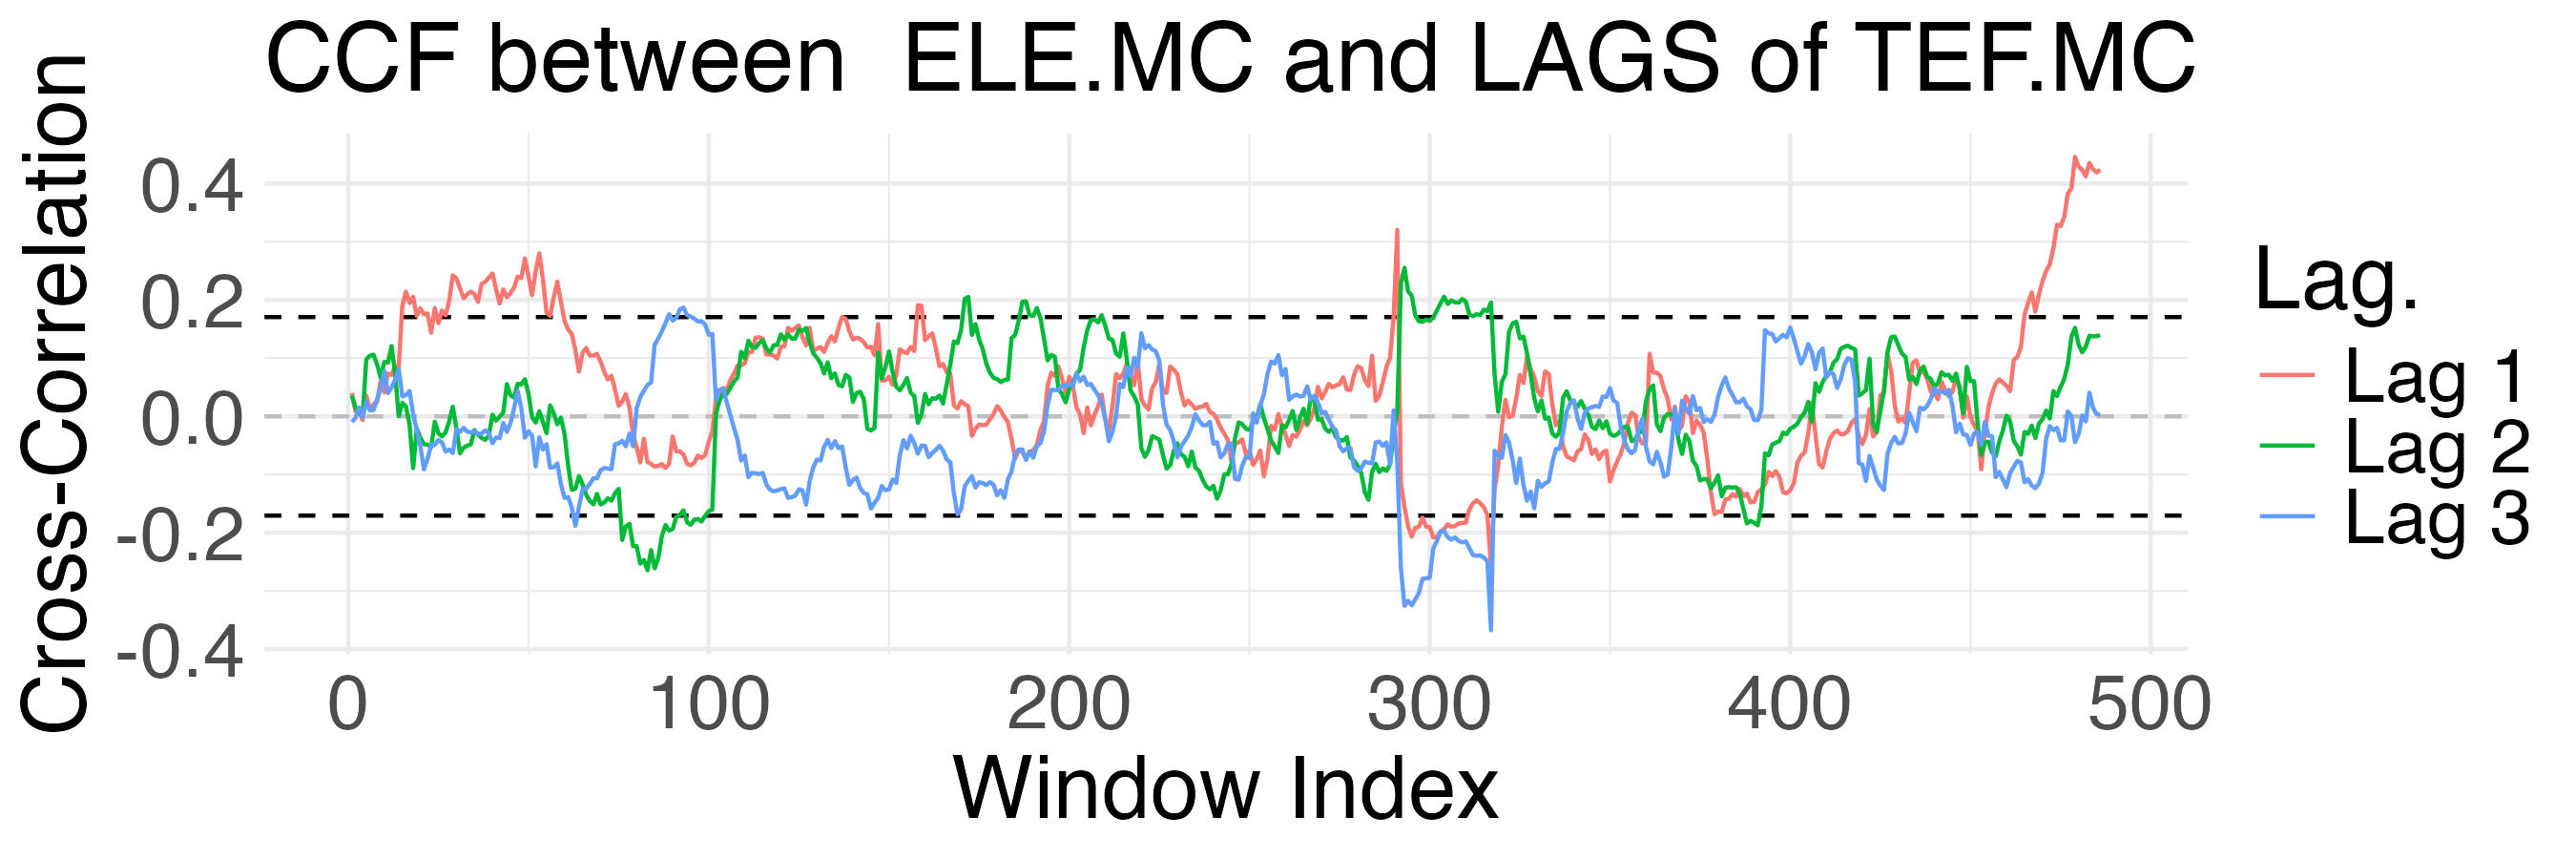 CCF between  ELE.MC and LAGS of TEF.MC
Cross-Correlation
0.4
0.2
0.0
-0.2
-0.4
0 100 200 300 400 500
Window Index
Lag.
Lag 1
Lag 2
Lag 3